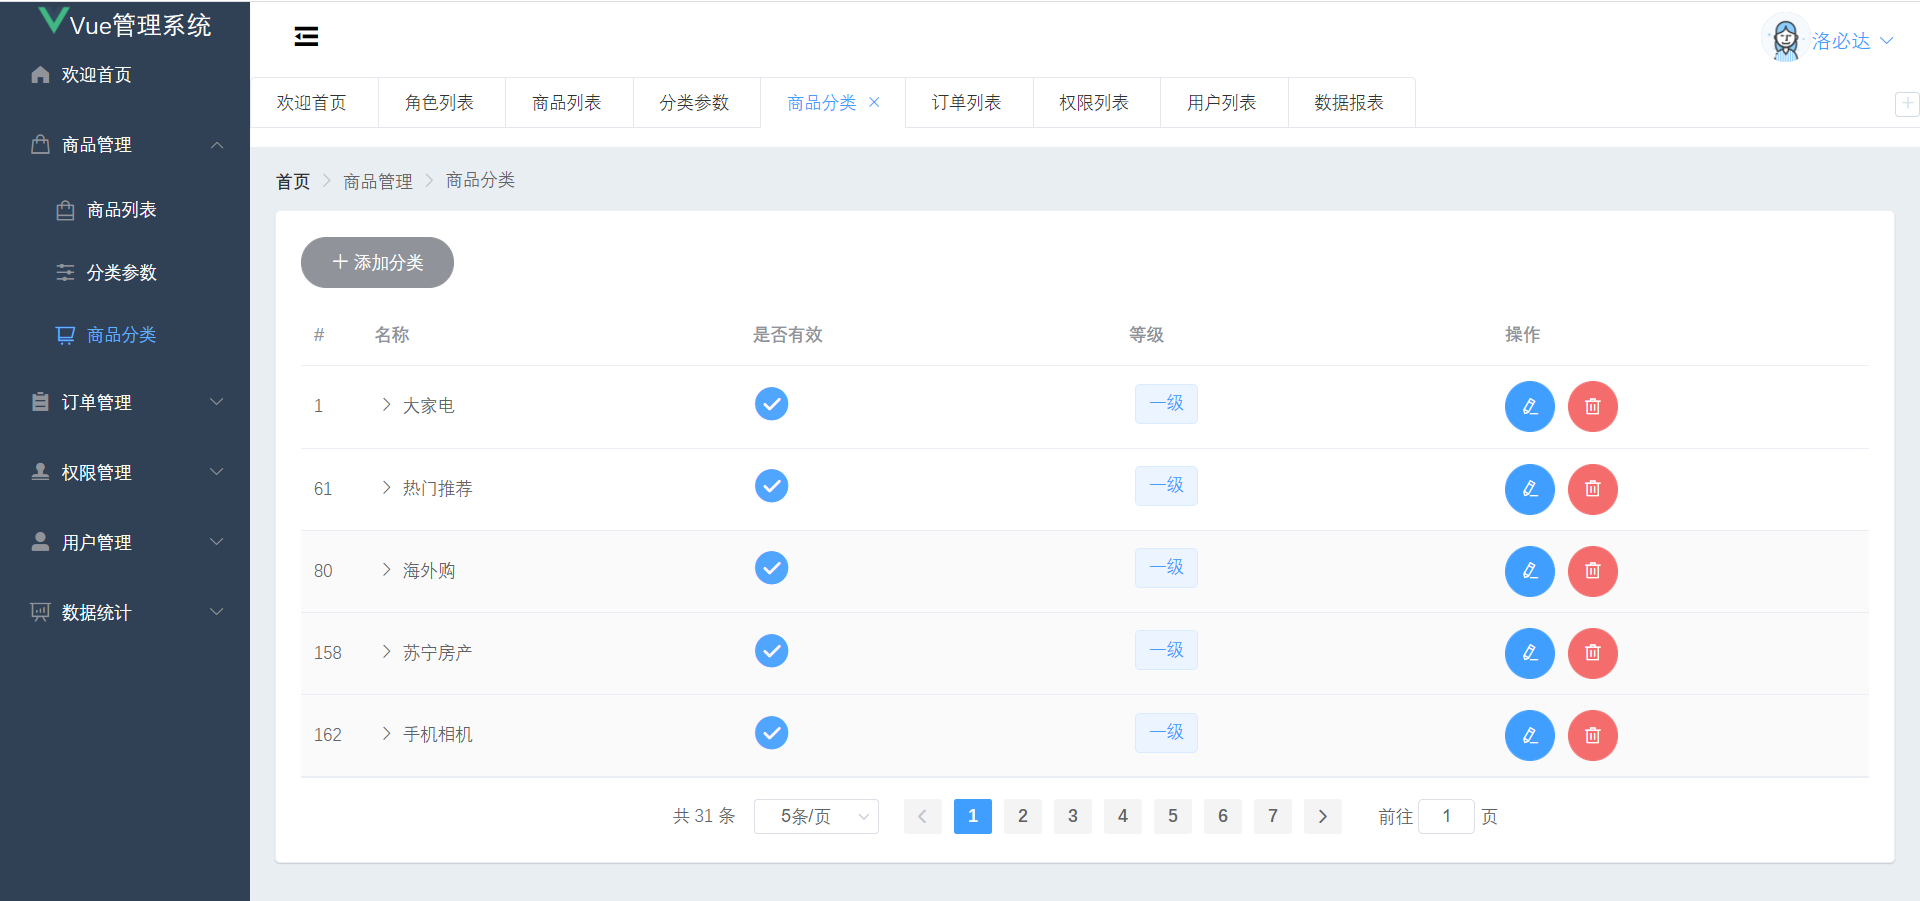 Vue管理系统
欢迎首页
商品管理
商品列表
分类参数
商品分类
订单管理
权限管理
用户管理
数据统计
洛必达
欢迎首页 角色列表 商品列表 分类参数 商品分类 订单列表 权限列表 用户列表 数据报表
首页 商品管理 商品分类
添加分类
# 名称 是否有效 等级 操作
1 大家电 一级
61 热门推荐 一级
80 海外购 一级
158 苏宁房产 一级
162 手机相机 一级
共 31 条 5条/页 1 2 3 4 5 6 7 前往 1 页